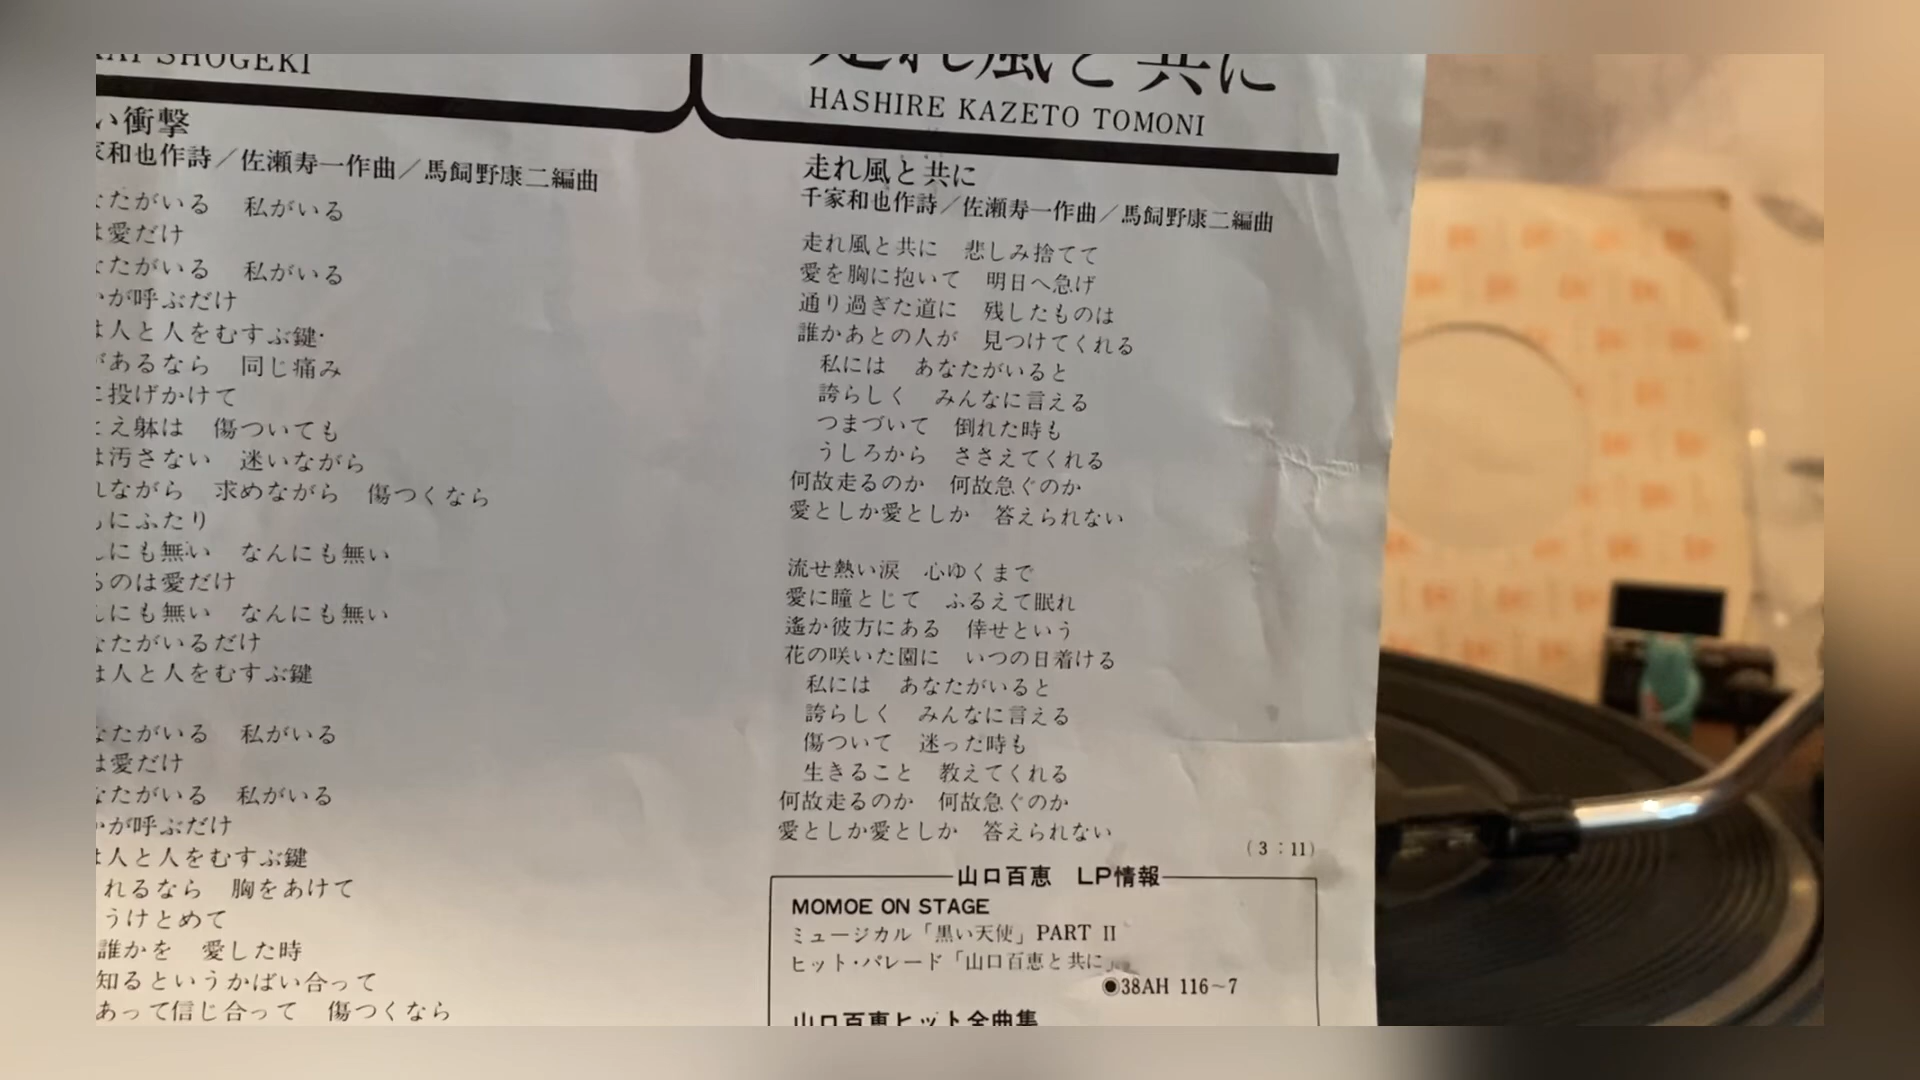 KAI SHOGEKI
い衝撃
家和也作詩／佐瀬寿一作曲／馬飼野康二編曲
たがいる　私がいる
は愛だけ
たがいる　私がいる
が呼ぶだけ
は人と人をむすぶ鍵
があるなら　同じ痛み
に投げかけて
え躰は　傷ついても
は汚さない　迷いながら
れながら　求めながら　傷つくなら
にふたり
にも無い　なんにも無い
のは愛だけ
んにも無い　なんにも無い
なたがいるだけ
は人と人をむすぶ鍵
なたがいる　私がいる
は愛だけ
なたがいる　私がいる
が呼ぶだけ
は人と人をむすぶ鍵
れるなら　胸をあけて
うけとめて
誰かを　愛した時
知るというかばい合って
あって信じ合って　傷つくなら
走れ風と共に
HASHIRE KAZETO TOMONI
走れ風と共に
千家和也作詩／佐瀬寿一作曲／馬飼野康二編曲
走れ風と共に　悲しみ捨てて
愛を胸に抱いて　明日へ急げ
通り過ぎた道に　残したものは
誰かあとの人が　見つけてくれる
私には　あなたがいると
誇らしく　みんなに言える
つまづいて　倒れた時も
うしろから　ささえてくれる
何故走るのか　何故急ぐのか
愛としか愛としか　答えられない
流せ熱い涙　心ゆくまで
愛に瞳とじて　ふるえて眠れ
遙か彼方にある　倖せという
花の咲いた園に　いつの日着ける
私には　あなたがいると
誇らしく　みんなに言える
傷ついて　迷った時も
生きること　教えてくれる
何故走るのか　何故急ぐのか
愛としか愛としか　答えられない
(3：11)
山口百恵　LP情報
MOMOE ON STAGE
ミュージカル「黒い天使」PART II
ヒット・パレード「山口百恵と共に」
◉38AH 116~7
山口百恵ヒット全曲集